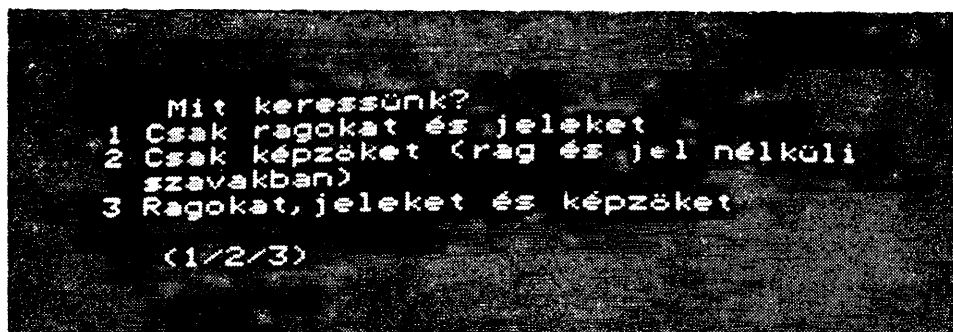 Mit keressünk?
1 Csak ragokat és jeleket
2 Csak képzöket (rag és jel nélküli
szavakban)
3 Ragokat, jeleket és képzöket
(1/2/3)